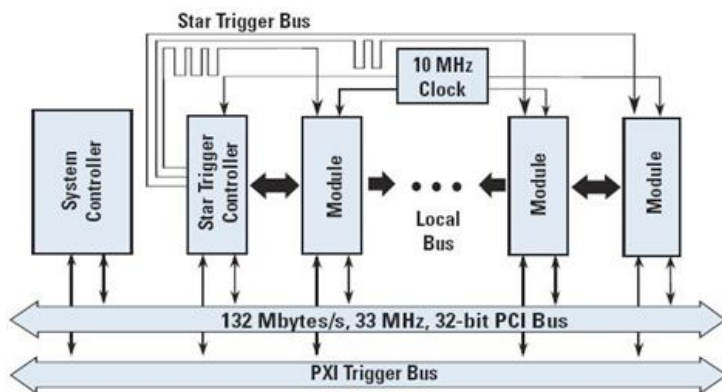 Star Trigger Bus
10 MHz
Clock
System
Controller
Star Trigger
Controller
Module
Local
Bus
Module
Module
132 Mbytes/s, 33 MHz, 32-bit PCI Bus
PXI Trigger Bus